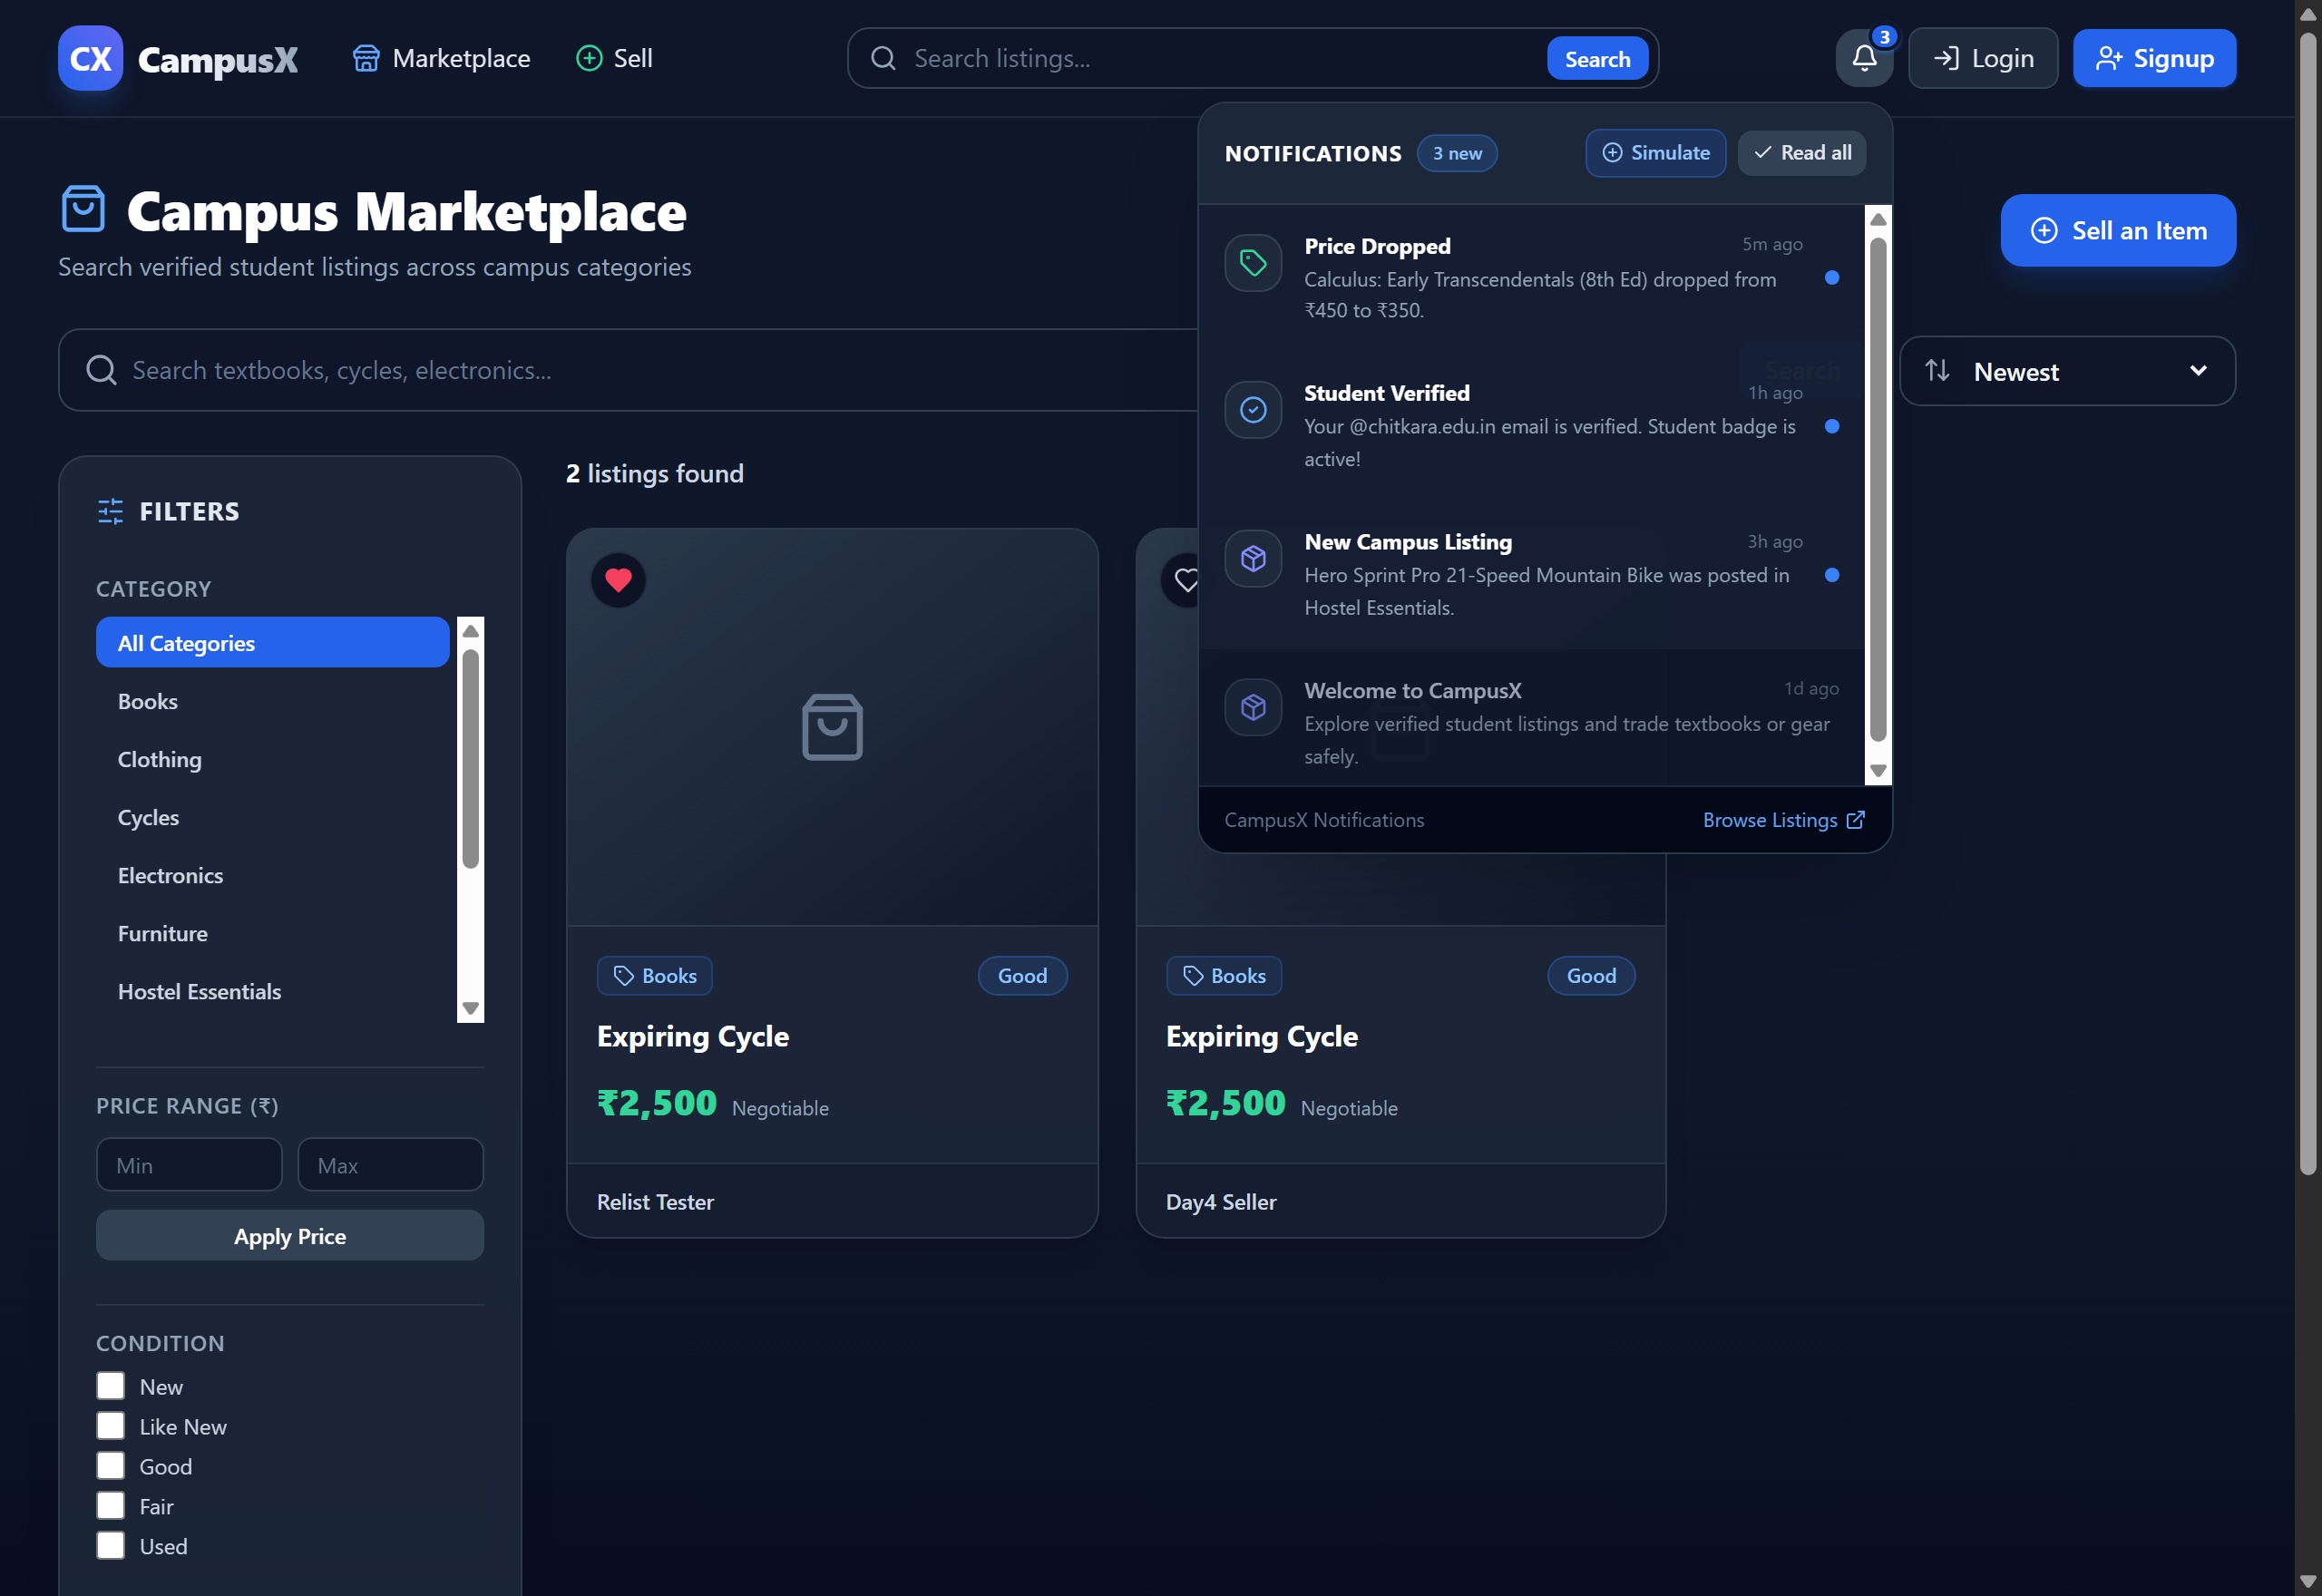 CX CampusX Marketplace Sell Search listings... Search 3 Login Signup
Campus Marketplace
Search verified student listings across campus categories
Sell an Item
Search textbooks, cycles, electronics...
Search
Newest
NOTIFICATIONS 3 new Simulate Read all
Price Dropped 5m ago
Calculus: Early Transcendentals (8th Ed) dropped from
₹450 to ₹350.
Student Verified 1h ago
Your @chitkara.edu.in email is verified. Student badge is
active!
New Campus Listing 3h ago
Hero Sprint Pro 21-Speed Mountain Bike was posted in
Hostel Essentials.
Welcome to CampusX 1d ago
Explore verified student listings and trade textbooks or gear
safely.
CampusX Notifications Browse Listings
FILTERS
CATEGORY
All Categories
Books
Clothing
Cycles
Electronics
Furniture
Hostel Essentials
PRICE RANGE (₹)
Min Max
Apply Price
CONDITION
New
Like New
Good
Fair
Used
2 listings found
Books Good
Expiring Cycle
₹2,500 Negotiable
Relist Tester
Books Good
Expiring Cycle
₹2,500 Negotiable
Day4 Seller